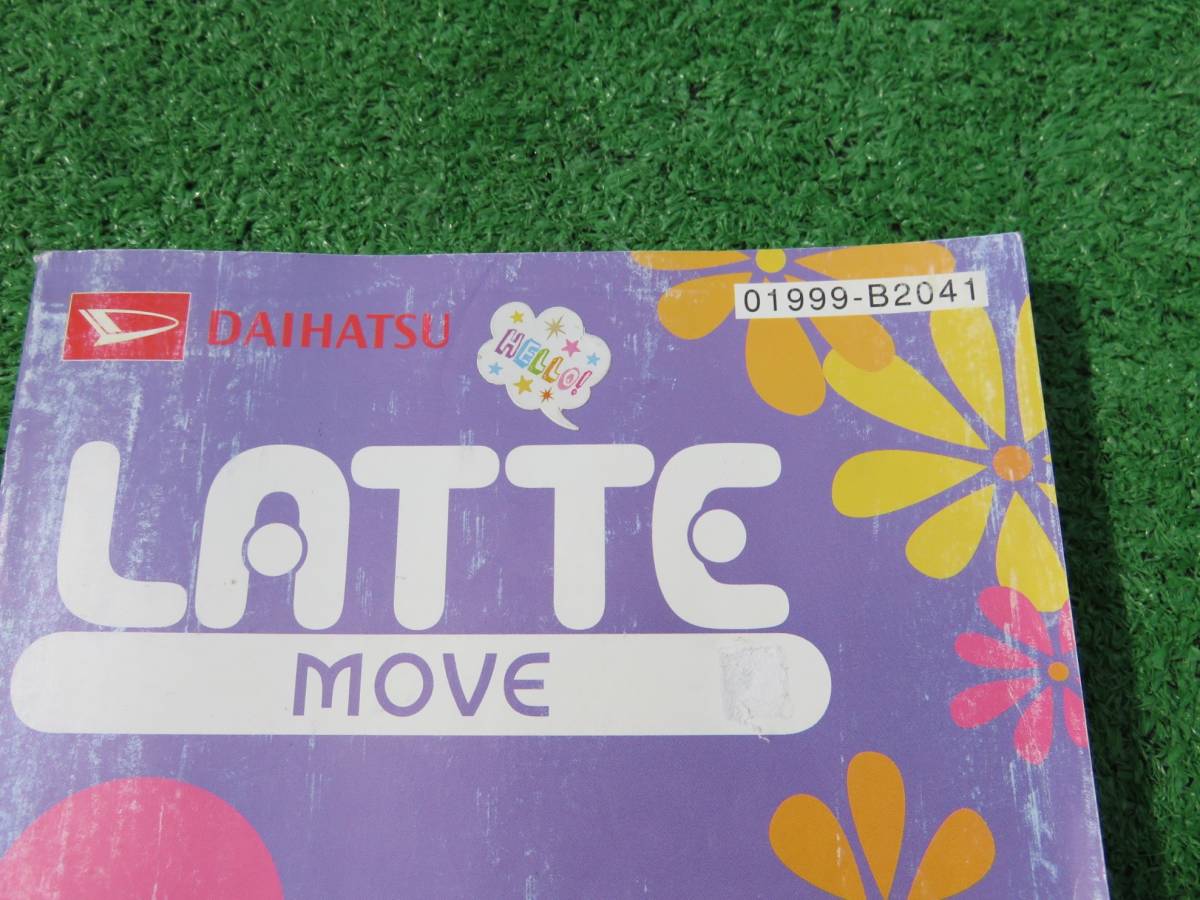 DAIHATSU
HELLO!
01999-B2041
LATTE
MOVE